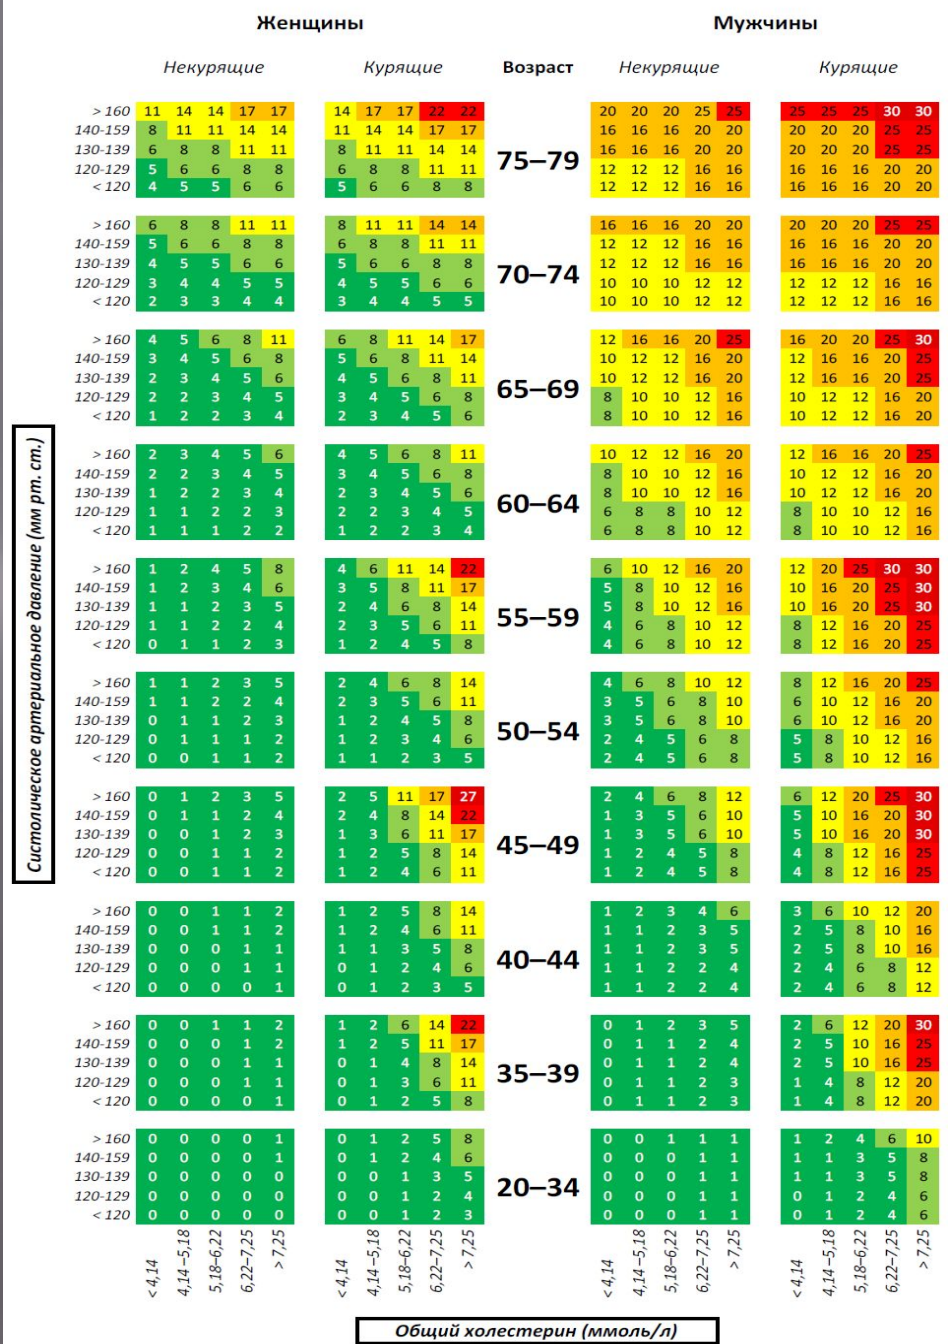 Женщины Мужчины
Некурящие Курящие Возраст Некурящие Курящие
> 160 11 14 14 17 17 14 17 17 22 22 20 20 20 25 25 25 25 25 30 30
140-159 8 11 11 14 14 11 14 14 17 17 16 16 16 20 20 20 20 20 25 25
130-139 6 8 8 11 11 8 11 11 14 14 16 16 16 20 20 20 20 20 25 25
75–79
120-129 5 6 6 8 8 6 8 8 11 11 12 12 12 16 16 16 16 16 20 20
< 120 4 5 5 6 6 5 6 6 8 8 12 12 12 16 16 16 16 16 20 20
> 160 6 8 8 11 11 8 11 11 14 14 16 16 16 20 20 20 20 20 25 25
140-159 5 6 6 8 8 6 8 8 11 11 12 12 12 16 16 16 16 16 20 20
130-139 4 5 5 6 6 5 6 6 8 8 12 12 12 16 16 16 16 16 20 20
70–74
120-129 3 4 4 5 5 4 5 5 6 6 10 10 10 12 12 12 12 12 16 16
< 120 2 3 3 4 4 3 4 4 5 5 10 10 10 12 12 12 12 12 16 16
> 160 4 5 6 8 11 6 8 11 14 17 12 16 16 20 25 16 20 20 25 30
140-159 3 4 5 6 8 5 6 8 11 14 10 12 12 16 20 12 16 16 20 25
130-139 2 3 4 5 6 4 5 6 8 11 10 12 12 16 20 12 16 16 20 25
65–69
120-129 2 2 3 4 5 3 4 5 6 8 8 10 10 12 16 10 12 12 16 20
< 120 1 2 2 3 4 2 3 4 5 6 8 10 10 12 16 10 12 12 16 20
> 160 2 3 4 5 6 4 5 6 8 11 10 12 12 16 20 12 16 16 20 25
140-159 2 2 3 4 5 3 4 5 6 8 8 10 10 12 16 10 12 12 16 20
130-139 1 2 2 3 4 2 3 4 5 6 8 10 10 12 16 10 12 12 16 20
60–64
120-129 1 1 2 2 3 2 2 3 4 5 6 8 8 10 12 8 10 10 12 16
< 120 1 1 1 2 2 1 2 2 3 4 6 8 8 10 12 8 10 10 12 16
> 160 1 2 4 5 8 4 6 11 14 22 6 10 12 16 20 12 20 25 30 30
140-159 1 2 3 4 6 3 5 8 11 17 5 8 10 12 16 10 16 20 25 30
130-139 1 1 2 3 5 2 4 6 8 14 5 8 10 12 16 10 16 20 25 30
55–59
120-129 1 1 2 2 4 2 3 5 6 11 4 6 8 10 12 8 12 16 20 25
< 120 0 1 1 2 3 1 2 4 5 8 4 6 8 10 12 8 12 16 20 25
> 160 1 1 2 3 5 2 4 6 8 14 4 6 8 10 12 8 12 16 20 25
140-159 1 1 2 2 4 2 3 5 6 11 3 5 6 8 10 6 10 12 16 20
130-139 0 1 1 2 3 1 2 4 5 8 3 5 6 8 10 6 10 12 16 20
50–54
120-129 0 1 1 1 2 1 2 3 4 6 2 4 5 6 8 5 8 10 12 16
< 120 0 0 1 1 2 1 1 2 3 5 2 4 5 6 8 5 8 10 12 16
> 160 0 1 2 3 5 2 5 11 17 27 2 4 6 8 12 6 12 20 25 30
140-159 0 1 1 2 4 2 4 8 14 22 1 3 5 6 10 5 10 16 20 30
130-139 0 0 1 2 3 1 3 6 11 17 1 3 5 6 10 5 10 16 20 30
45–49
120-129 0 0 1 1 2 1 2 5 8 14 1 2 4 5 8 4 8 12 16 25
< 120 0 0 1 1 2 1 2 4 6 11 1 2 4 5 8 4 8 12 16 25
> 160 0 0 1 1 2 1 2 5 8 14 1 2 3 4 6 3 6 10 12 20
140-159 0 0 1 1 2 1 2 4 6 11 1 1 2 3 5 2 5 8 10 16
130-139 0 0 0 1 1 1 1 3 5 8 1 1 2 3 5 2 5 8 10 16
40–44
120-129 0 0 0 1 1 0 1 2 4 6 1 1 2 2 4 2 4 6 8 12
< 120 0 0 0 0 1 0 1 2 3 5 1 1 2 2 4 2 4 6 8 12
> 160 0 0 1 1 2 1 2 6 14 22 0 1 2 3 5 2 6 12 20 30
140-159 0 0 0 1 2 1 2 5 11 17 0 1 1 2 4 2 5 10 16 25
130-139 0 0 0 1 1 0 1 4 8 14 0 1 1 2 4 2 5 10 16 25
35–39
120-129 0 0 0 1 1 0 1 3 6 11 0 1 1 2 3 1 4 8 12 20
< 120 0 0 0 0 1 0 1 2 5 8 0 1 1 2 3 1 4 8 12 20
> 160 0 0 0 0 1 0 1 2 5 8 0 0 1 1 1 1 2 4 6 10
140-159 0 0 0 0 1 0 1 2 4 6 0 0 0 1 1 1 1 3 5 8
130-139 0 0 0 0 0 0 0 1 3 5 0 0 0 1 1 1 1 3 5 8
20–34
120-129 0 0 0 0 0 0 0 1 2 4 0 0 0 1 1 0 1 2 4 6
< 120 0 0 0 0 0 0 0 1 2 3 0 0 0 1 1 0 1 2 4 6
< 4,14 4,14 –5,18 5,18–6,22 6,22–7,25 > 7,25 < 4,14 4,14 –5,18 5,18–6,22 6,22–7,25 > 7,25 < 4,14 4,14 –5,18 5,18–6,22 6,22–7,25 > 7,25 < 4,14 4,14 –5,18 5,18–6,22 6,22–7,25 > 7,25
Систолическое артериальное давление (мм рт. ст.)
Общий холестерин (ммоль/л)